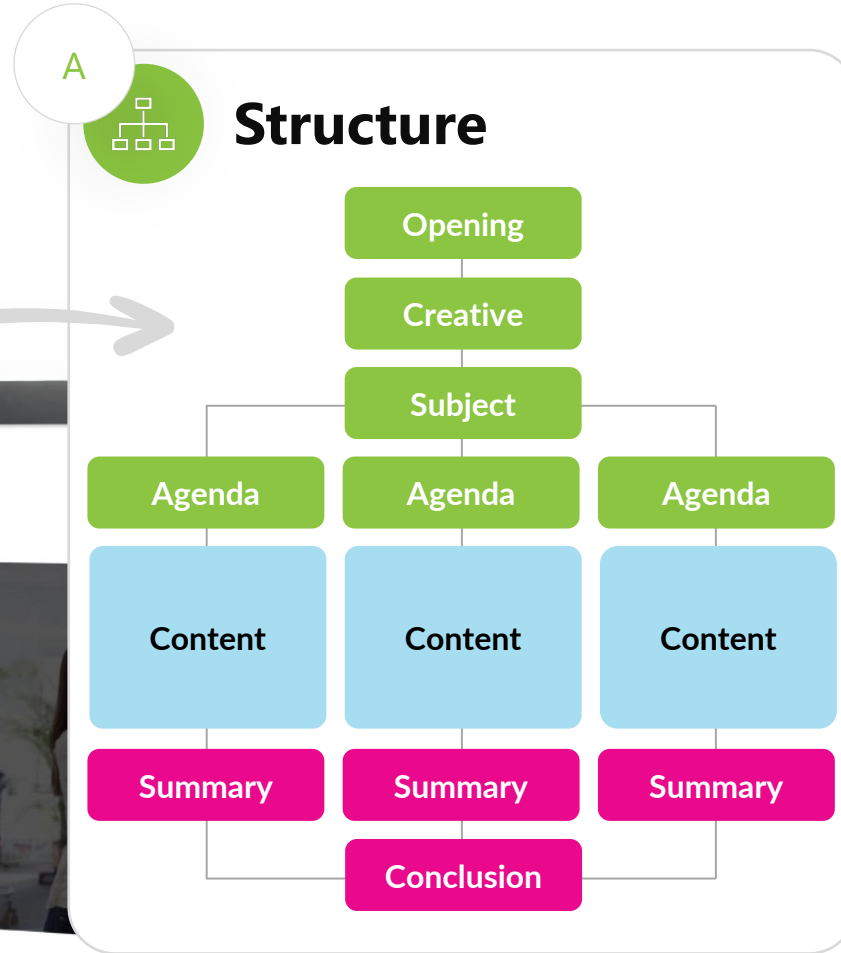 A
Structure
Opening
Creative
Subject
Agenda Agenda Agenda
Content Content Content
Summary Summary Summary
Conclusion